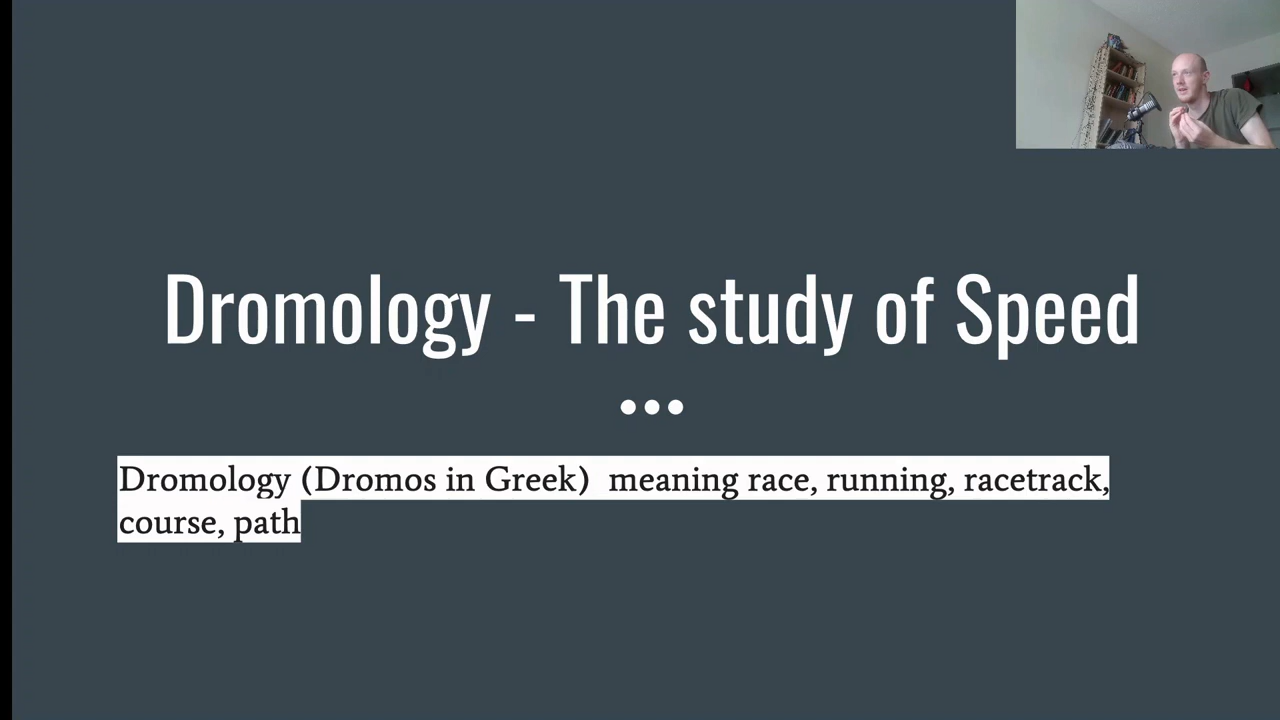 Dromology - The study of Speed
Dromology (Dromos in Greek)  meaning race, running, racetrack,
course, path